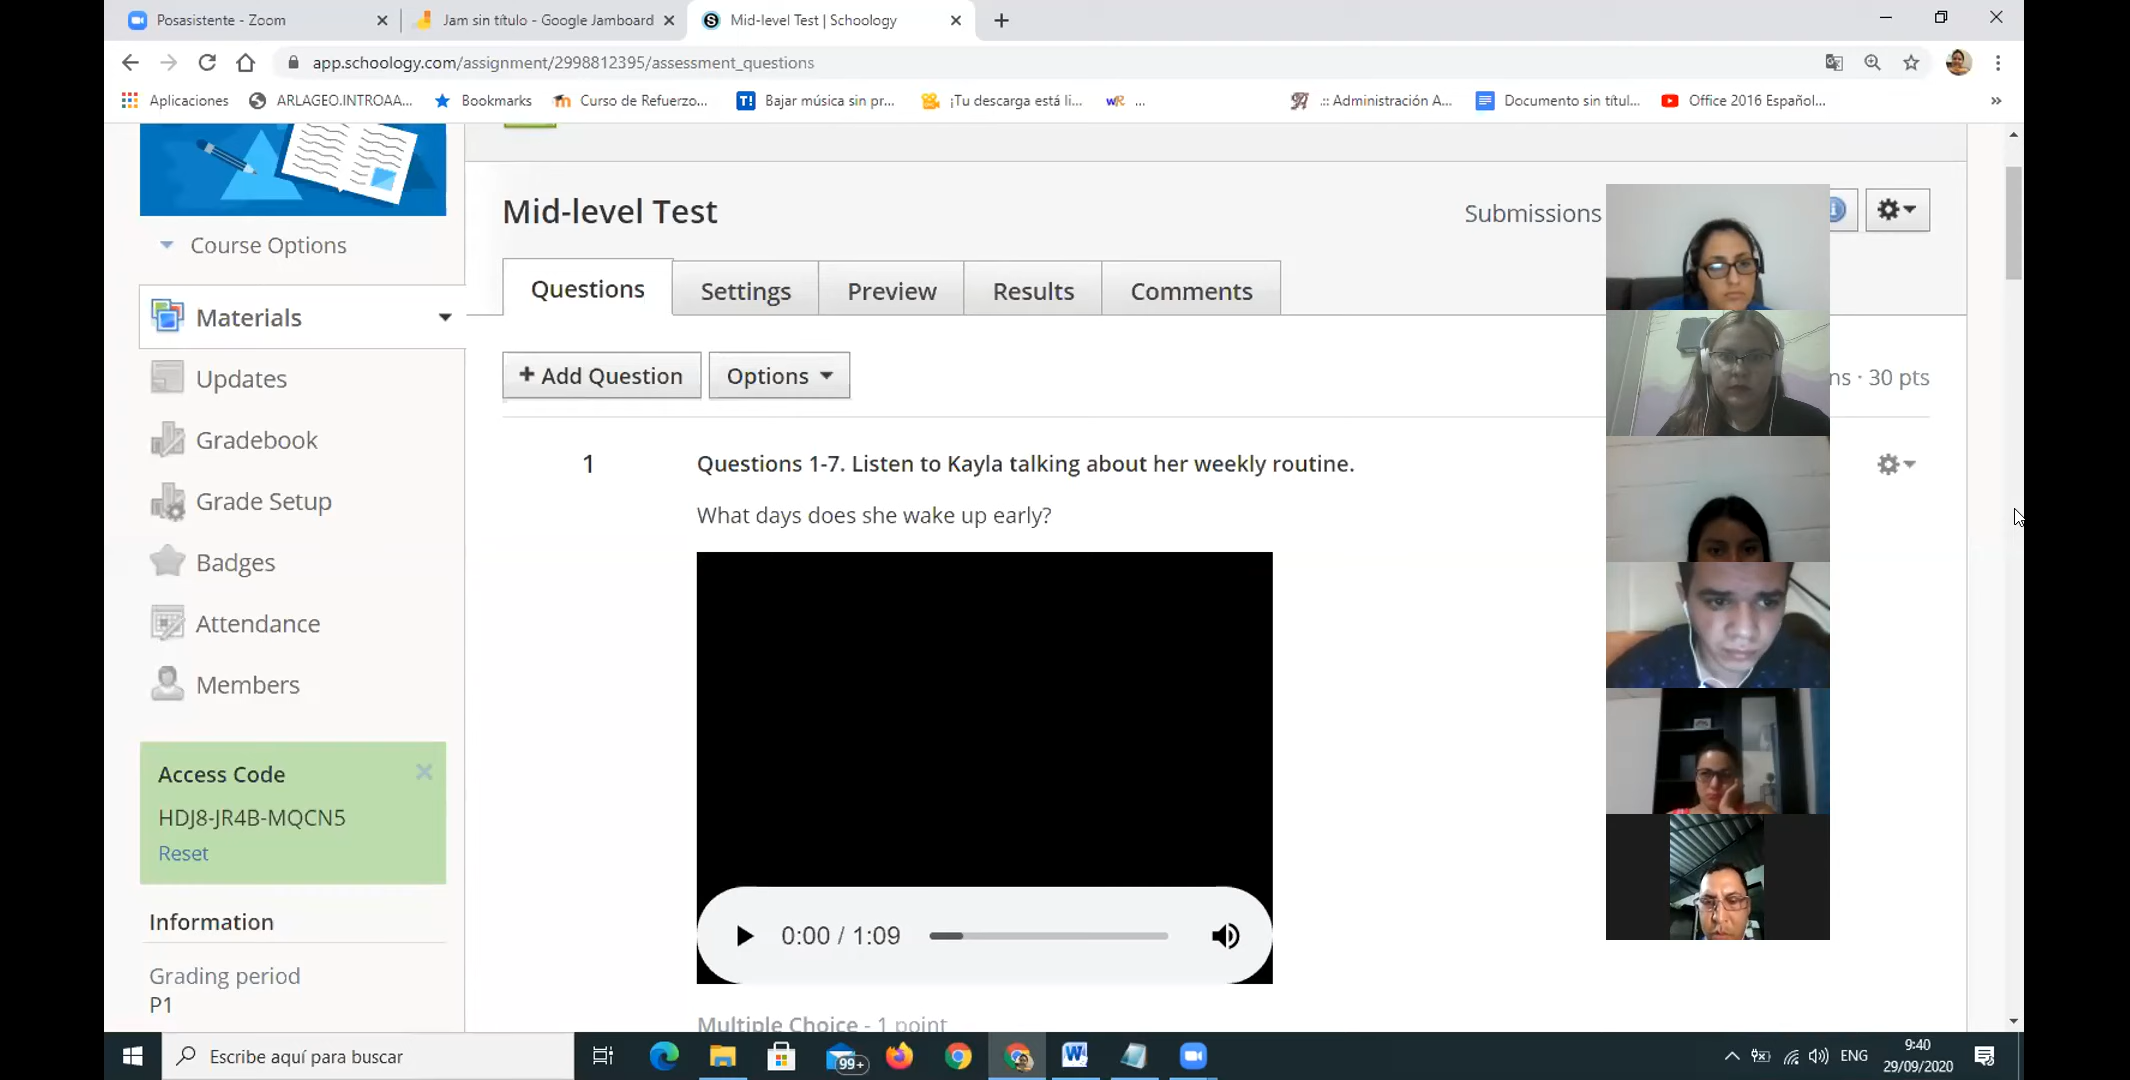 Posasistente - Zoom
Jam sin título - Google Jamboard
Mid-level Test | Schoology
app.schoology.com/assignment/2998812395/assessment_questions
Aplicaciones
ARLAGEO.INTROAA...
Bookmarks
Curso de Refuerzo...
Bajar música sin pr...
¡Tu descarga está li...
wR ...
.:: Administración A...
Documento sin títul...
Office 2016 Español...
»
Course Options
Materials
Updates
Gradebook
Grade Setup
Badges
Attendance
Members
Access Code
HDJ8-JR4B-MQCN5
Reset
Information
Grading period
P1
Mid-level Test
Submissions
Questions
Settings
Preview
Results
Comments
+ Add Question
Options
ns · 30 pts
1
Questions 1-7. Listen to Kayla talking about her weekly routine.
What days does she wake up early?
0:00 / 1:09
Multiple Choice - 1 point
Escribe aquí para buscar
99+
ENG
9:40
29/09/2020